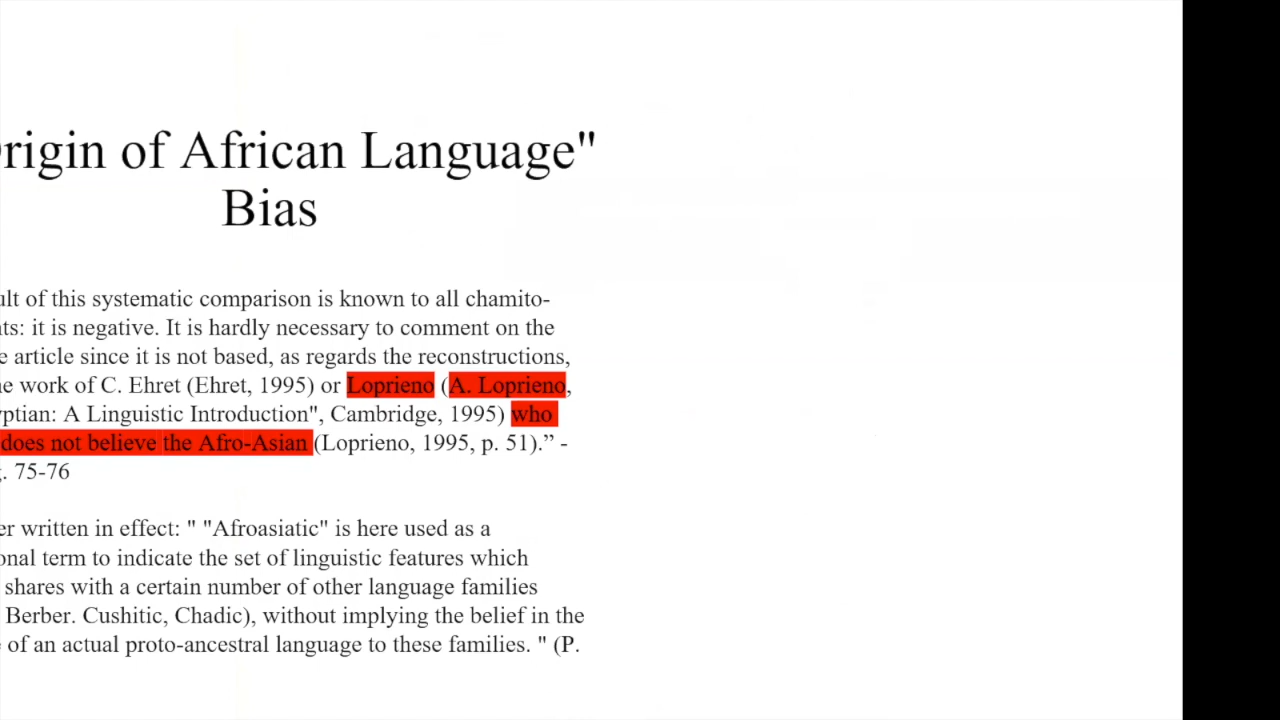 rigin of African Language"
Bias
ult of this systematic comparison is known to all chamito-
nts: it is negative. It is hardly necessary to comment on the
e article since it is not based, as regards the reconstructions,
e work of C. Ehret (Ehret, 1995) or Loprieno (A. Loprieno,
yptian: A Linguistic Introduction", Cambridge, 1995) who
does not believe the Afro-Asian (Loprieno, 1995, p. 51).” -
. 75-76
er written in effect: " "Afroasiatic" is here used as a
onal term to indicate the set of linguistic features which
shares with a certain number of other language families
Berber. Cushitic, Chadic), without implying the belief in the
of an actual proto-ancestral language to these families. " (P.